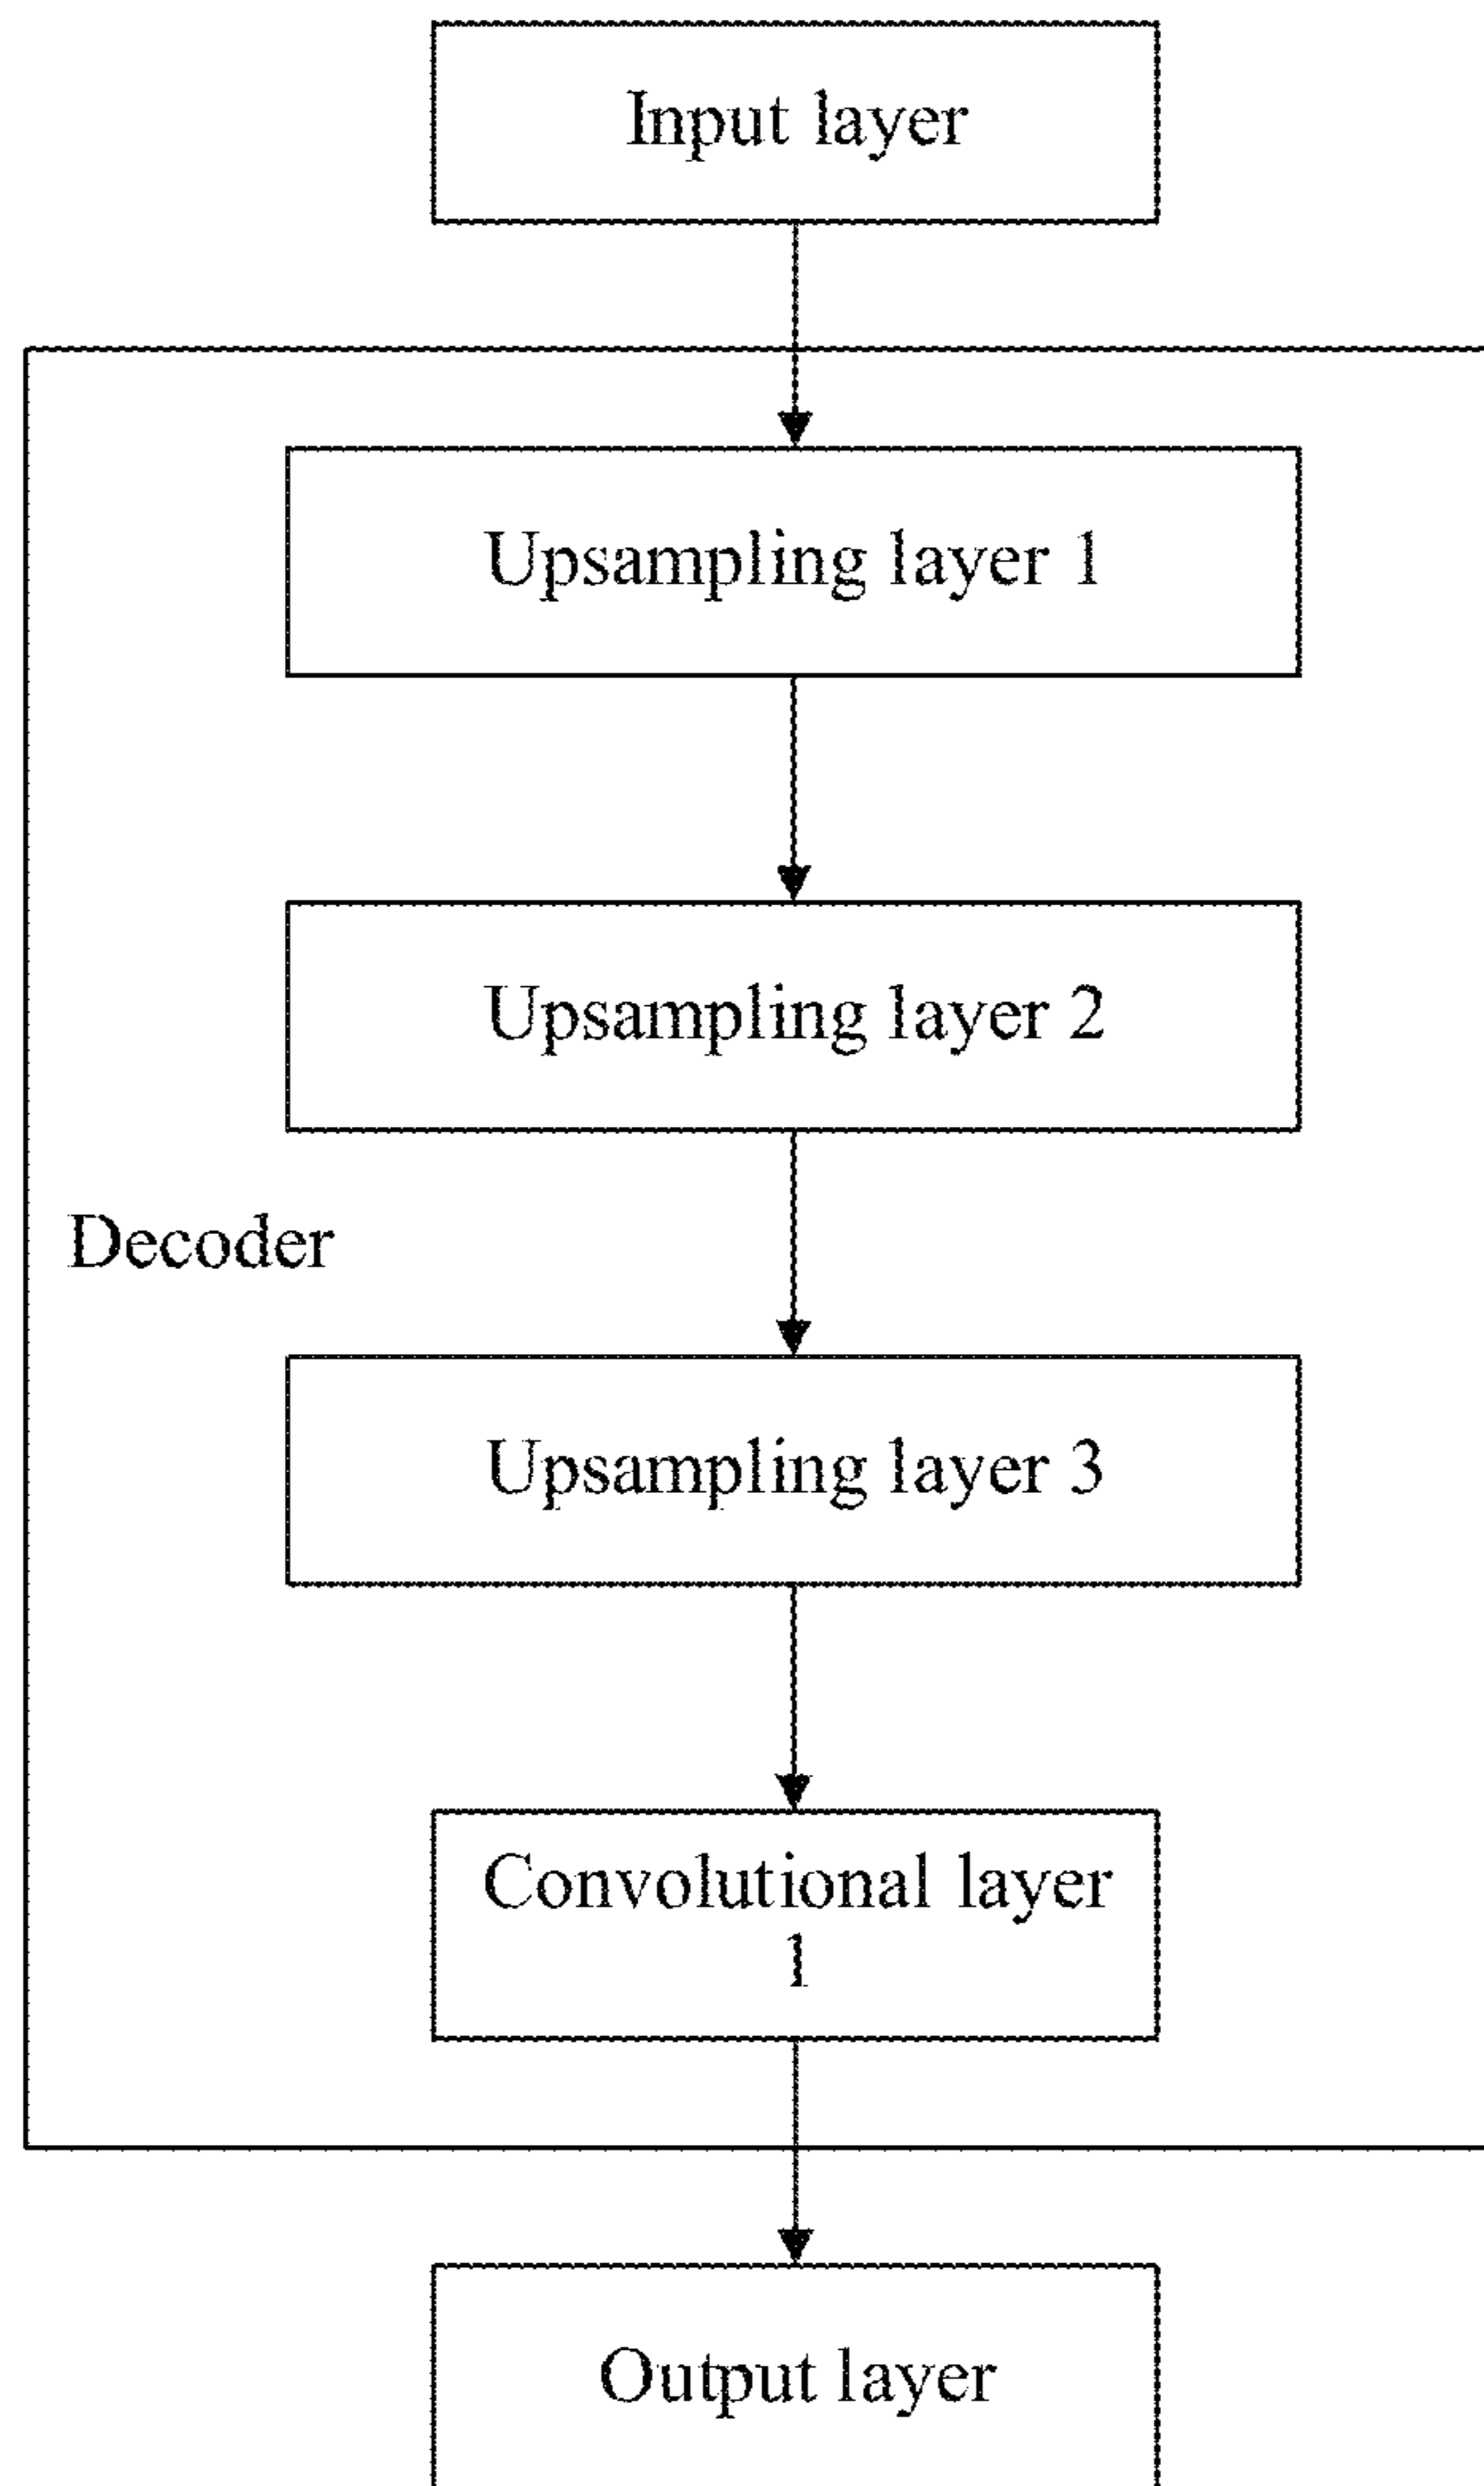 Input layer
Upsampling layer 1
Upsampling layer 2
Decoder
Upsampling layer 3
Convolutional layer
1
Output layer